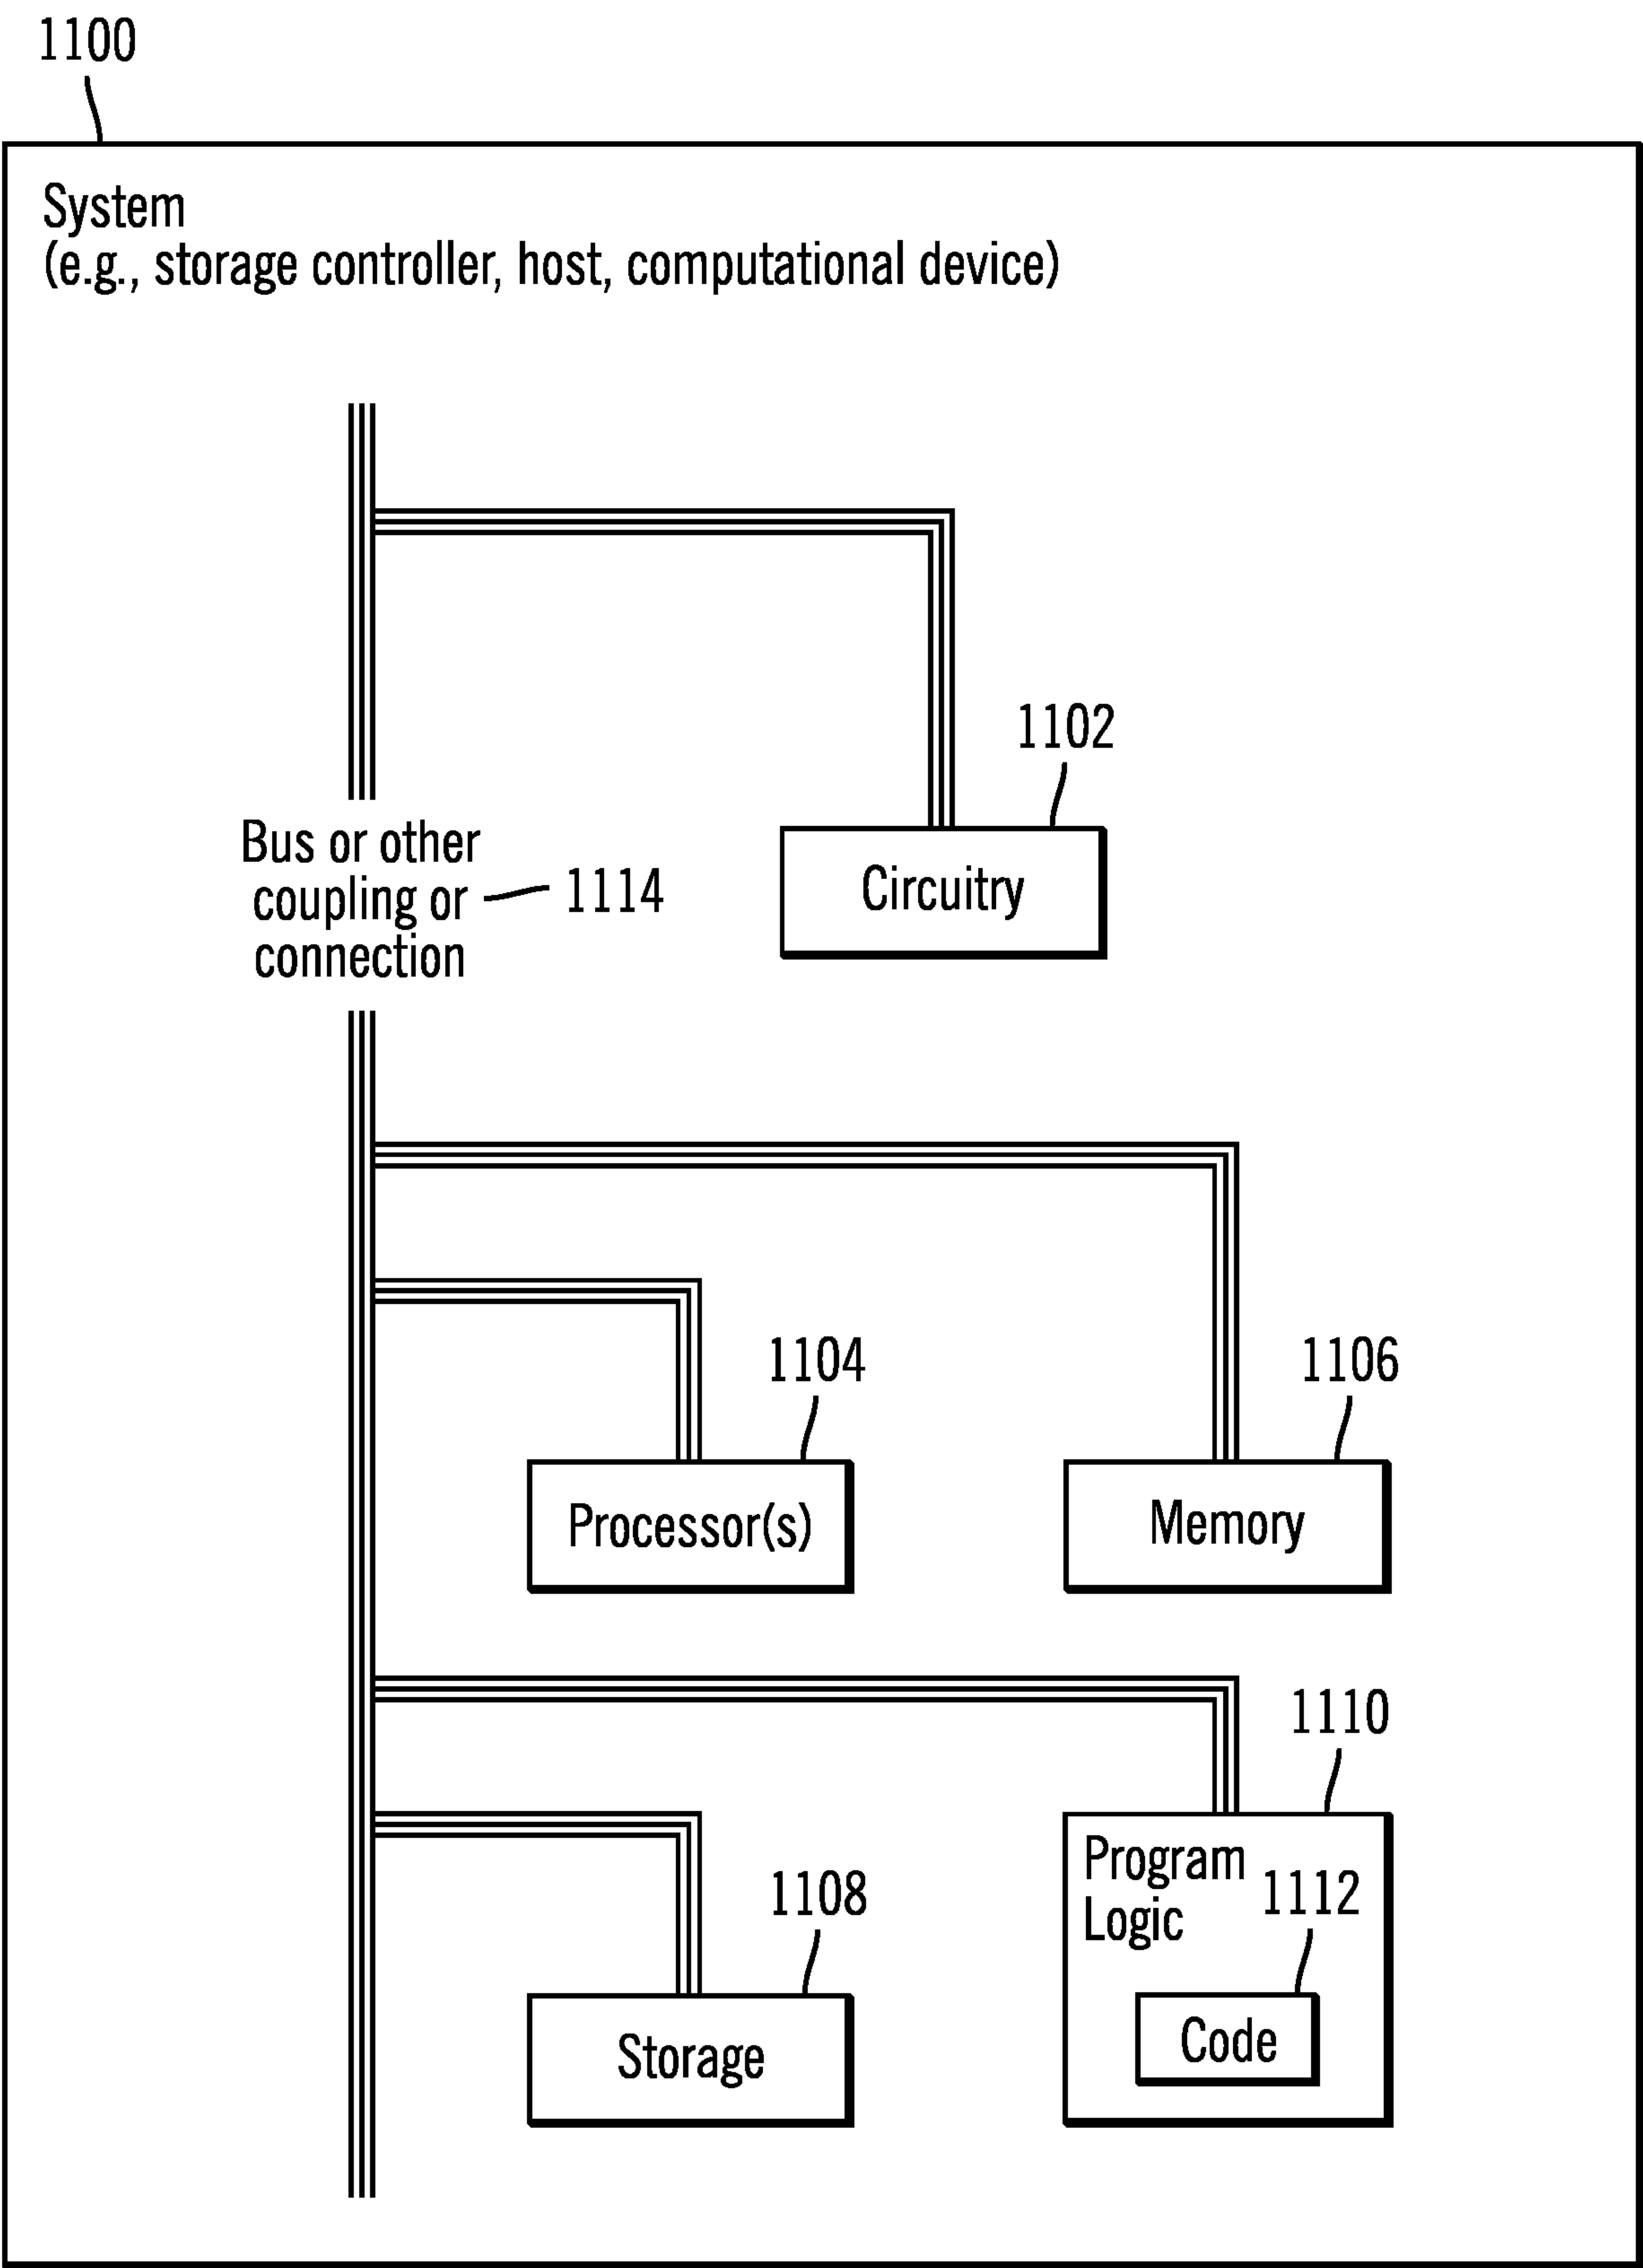 1100
System
(e.g., storage controller, host, computational device)
1102
Circuitry
Bus or other
coupling or
connection
1114
1104
Processor(s)
1106
Memory
1108
Storage
1110
Program
Logic
1112
Code